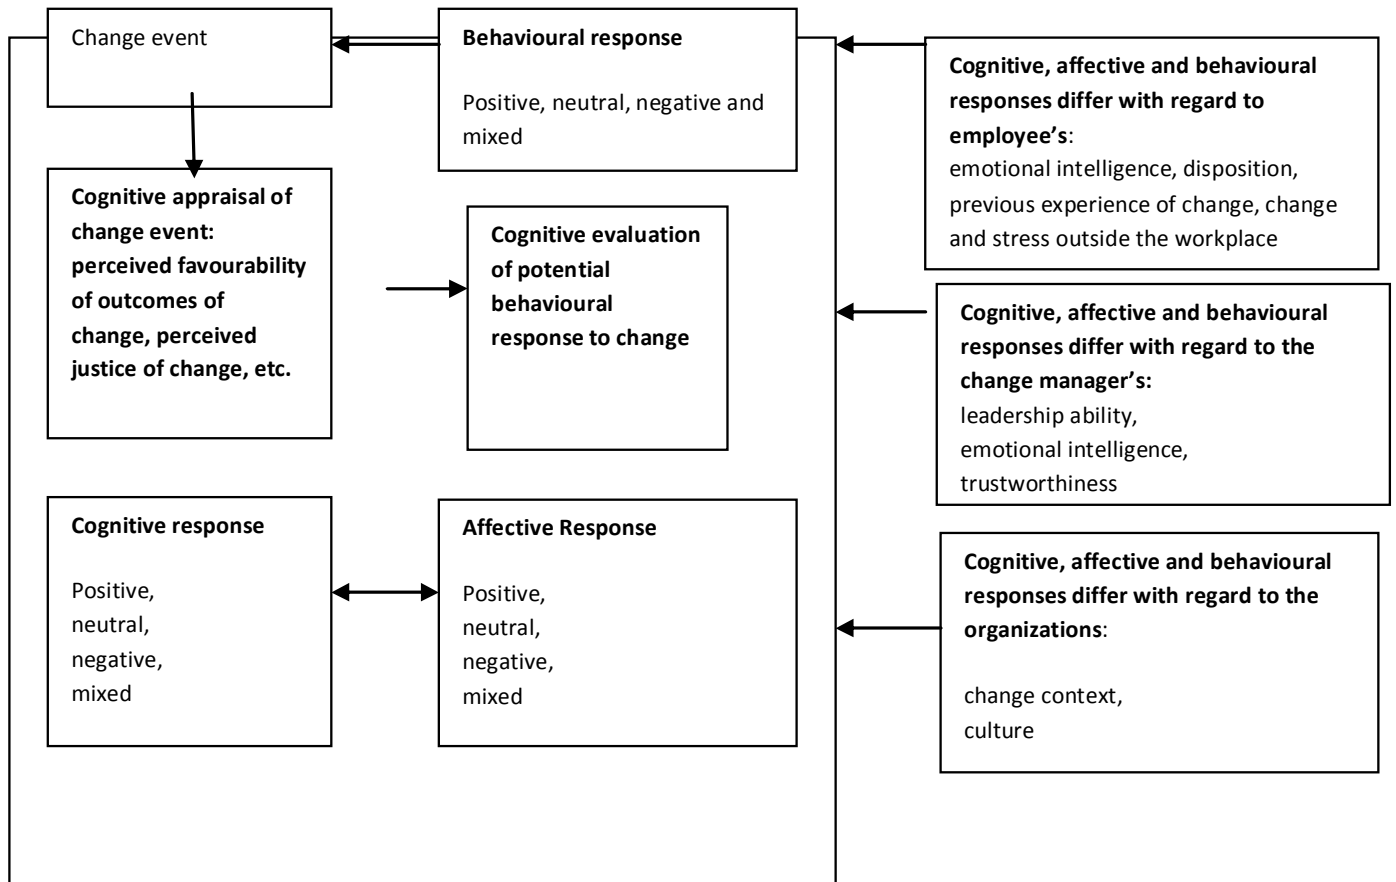 Change event
Behavioural response
Positive, neutral, negative and
mixed
Cognitive, affective and behavioural
responses differ with regard to
employee’s:
emotional intelligence, disposition,
previous experience of change, change
and stress outside the workplace
Cognitive appraisal of
change event:
perceived favourability
of outcomes of
change, perceived
justice of change, etc.
Cognitive evaluation
of potential
behavioural
response to change
Cognitive, affective and behavioural
responses differ with regard to the
change manager’s:
leadership ability,
emotional intelligence,
trustworthiness
Cognitive response
Positive,
neutral,
negative,
mixed
Affective Response
Positive,
neutral,
negative,
mixed
Cognitive, affective and behavioural
responses differ with regard to the
organizations:
change context,
culture